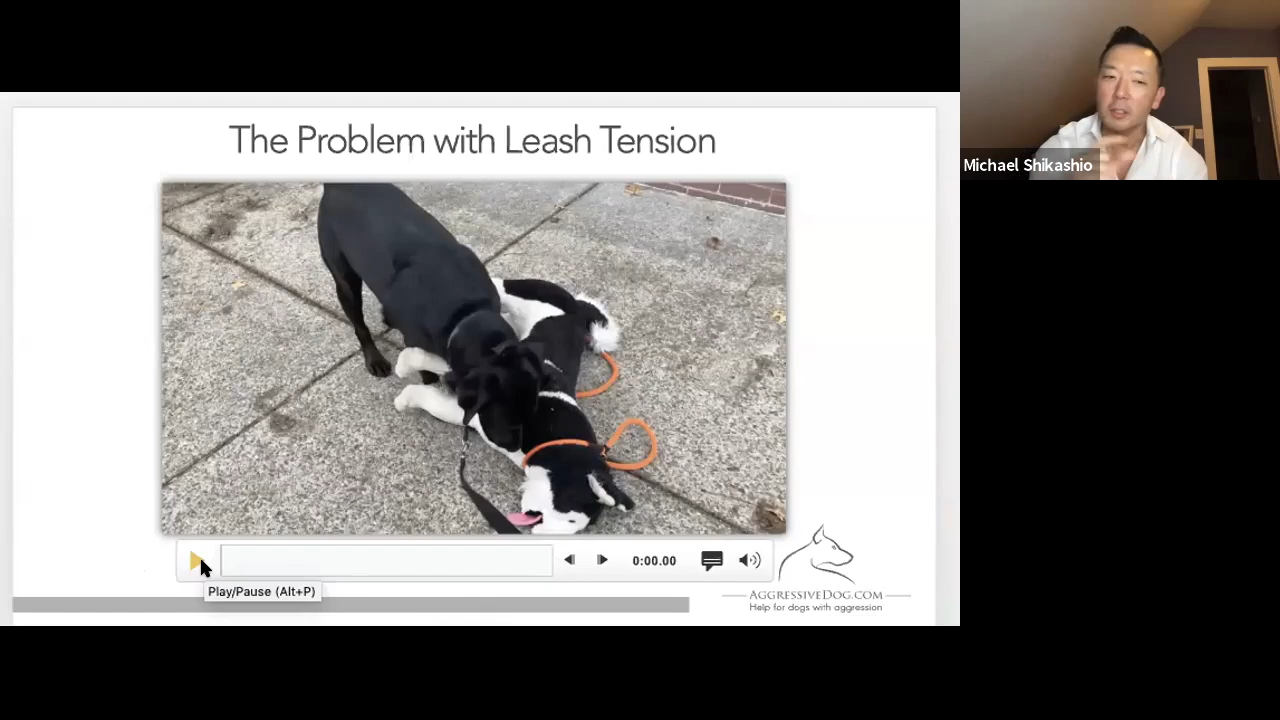 The Problem with Leash Tension
Michael Shikashio
0:00.00
Play/Pause (Alt+P)
AGGRESSIVEDOG.COM
Help for dogs with aggression